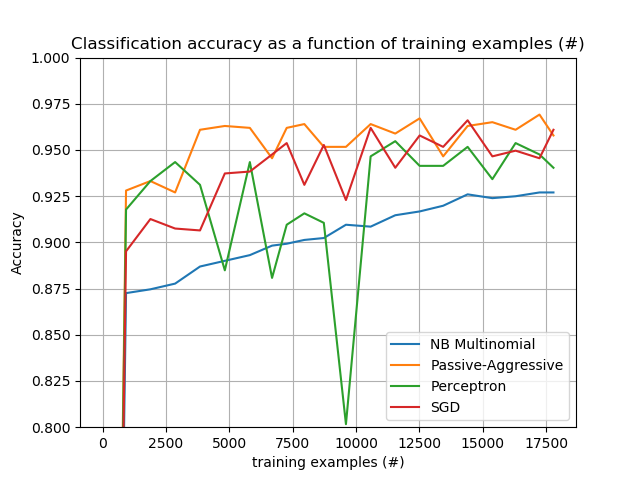 Classification accuracy as a function of training examples (#)
1.000
0.975
0.950
0.925
0.900
0.875
0.850
0.825
0.800
Accuracy
NB Multinomial
Passive-Aggressive
Perceptron
SGD
0 2500 5000 7500 10000 12500 15000 17500
training examples (#)